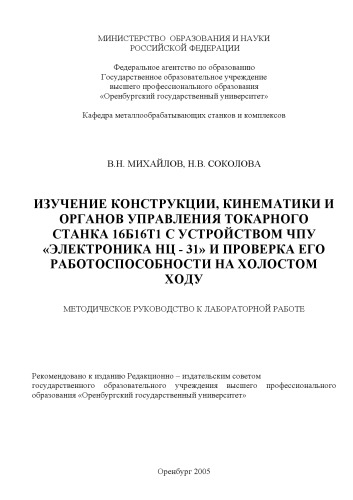 МИНИСТЕРСТВО ОБРАЗОВАНИЯ И НАУКИ
РОССИЙСКОЙ ФЕДЕРАЦИИ
Федеральное агентство по образованию
Государственное образовательное учреждение
высшего профессионального образования
«Оренбургский государственный университет»
Кафедра металлообрабатывающих станков и комплексов
В.Н. МИХАЙЛОВ, Н.В. СОКОЛОВА
ИЗУЧЕНИЕ КОНСТРУКЦИИ, КИНЕМАТИКИ И
ОРГАНОВ УПРАВЛЕНИЯ ТОКАРНОГО
СТАНКА 16Б16Т1 С УСТРОЙСТВОМ ЧПУ
«ЭЛЕКТРОНИКА НЦ - 31» И ПРОВЕРКА ЕГО
РАБОТОСПОСОБНОСТИ НА ХОЛОСТОМ
ХОДУ
МЕТОДИЧЕСКОЕ РУКОВОДСТВО К ЛАБОРАТОРНОЙ РАБОТЕ
Рекомендовано к изданию Редакционно – издательским советом
государственного образовательного учреждения высшего профессионального
образования «Оренбургский государственный университет»
Оренбург 2005